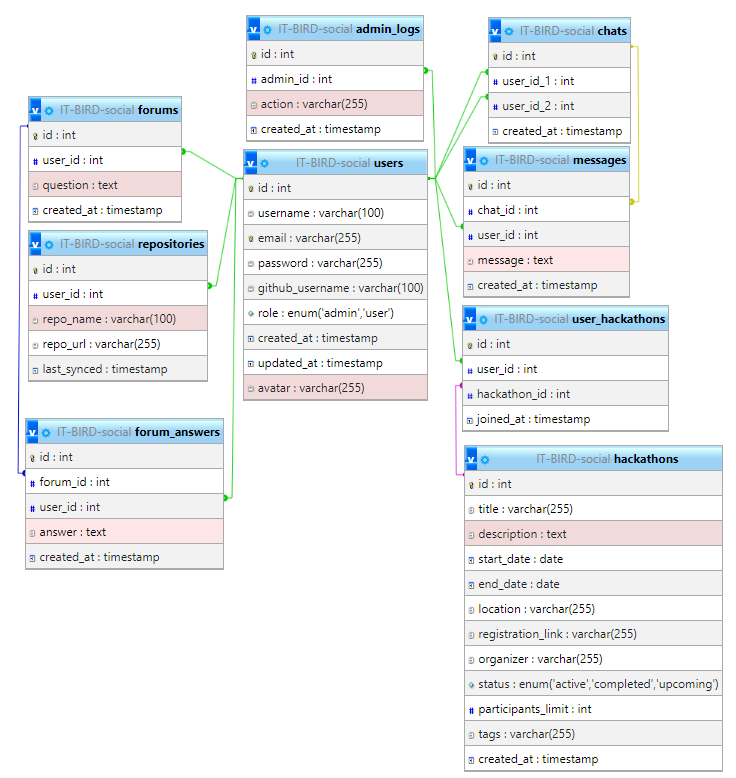 IT-BIRD-social admin_logs
id : int
admin_id : int
action : varchar(255)
created_at : timestamp
IT-BIRD-social chats
id : int
user_id_1 : int
user_id_2 : int
created_at : timestamp
IT-BIRD-social forums
id : int
user_id : int
question : text
created_at : timestamp
IT-BIRD-social users
id : int
username : varchar(100)
email : varchar(255)
password : varchar(255)
github_username : varchar(100)
role : enum('admin','user')
created_at : timestamp
updated_at : timestamp
avatar : varchar(255)
IT-BIRD-social messages
id : int
chat_id : int
user_id : int
message : text
created_at : timestamp
IT-BIRD-social repositories
id : int
user_id : int
repo_name : varchar(100)
repo_url : varchar(255)
last_synced : timestamp
IT-BIRD-social user_hackathons
id : int
user_id : int
hackathon_id : int
joined_at : timestamp
IT-BIRD-social forum_answers
id : int
forum_id : int
user_id : int
answer : text
created_at : timestamp
IT-BIRD-social hackathons
id : int
title : varchar(255)
description : text
start_date : date
end_date : date
location : varchar(255)
registration_link : varchar(255)
organizer : varchar(255)
status : enum('active','completed','upcoming')
participants_limit : int
tags : varchar(255)
created_at : timestamp